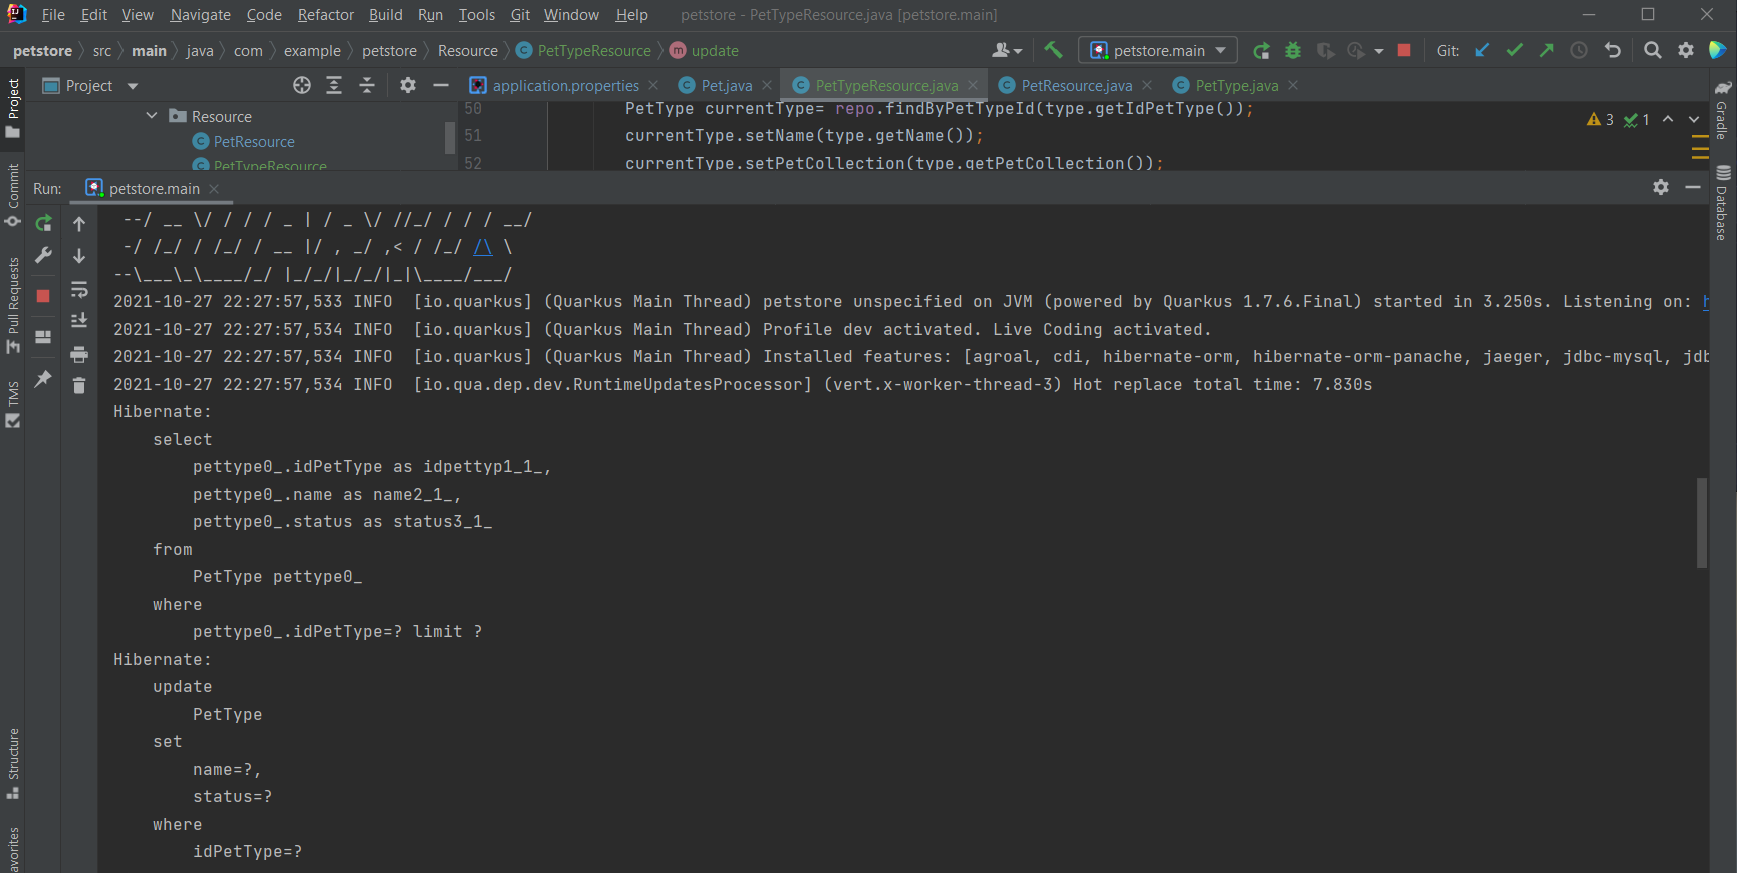 File Edit View Navigate Code Refactor Build Run Tools Git Window Help petstore - PetTypeResource.java [petstore.main]
petstore src main java com example petstore Resource PetTypeResource update petstore.main Git:
Project application.properties Pet.java PetTypeResource.java PetResource.java PetType.java
Resource
PetResource
PetTypeResource
50 PetType currentType= repo.findByPetTypeId(type.getIdPetType());
51 currentType.setName(type.getName());
52 currentType.setPetCollection(type.getPetCollection());
3 1
Run: petstore.main
--/ __ \/ / / / _ | / _ \/ //_/ / / / __/
-/ /_/ / /_/ / __ |/ , _/ ,< / /_/ /\ \
--\___\_\____/_/ |_/_/|_/_/|_|\____/___/
2021-10-27 22:27:57,533 INFO [io.quarkus] (Quarkus Main Thread) petstore unspecified on JVM (powered by Quarkus 1.7.6.Final) started in 3.250s. Listening on: h
2021-10-27 22:27:57,534 INFO [io.quarkus] (Quarkus Main Thread) Profile dev activated. Live Coding activated.
2021-10-27 22:27:57,534 INFO [io.quarkus] (Quarkus Main Thread) Installed features: [agroal, cdi, hibernate-orm, hibernate-orm-panache, jaeger, jdbc-mysql, jdb
2021-10-27 22:27:57,534 INFO [io.qua.dep.dev.RuntimeUpdatesProcessor] (vert.x-worker-thread-3) Hot replace total time: 7.830s
Hibernate:
select
pettype0_.idPetType as idpettyp1_1_,
pettype0_.name as name2_1_,
pettype0_.status as status3_1_
from
PetType pettype0_
where
pettype0_.idPetType=? limit ?
Hibernate:
update
PetType
set
name=?,
status=?
where
idPetType=?
Project
Commit
Pull Requests
TMS
Structure
avorites
Gradle
Database